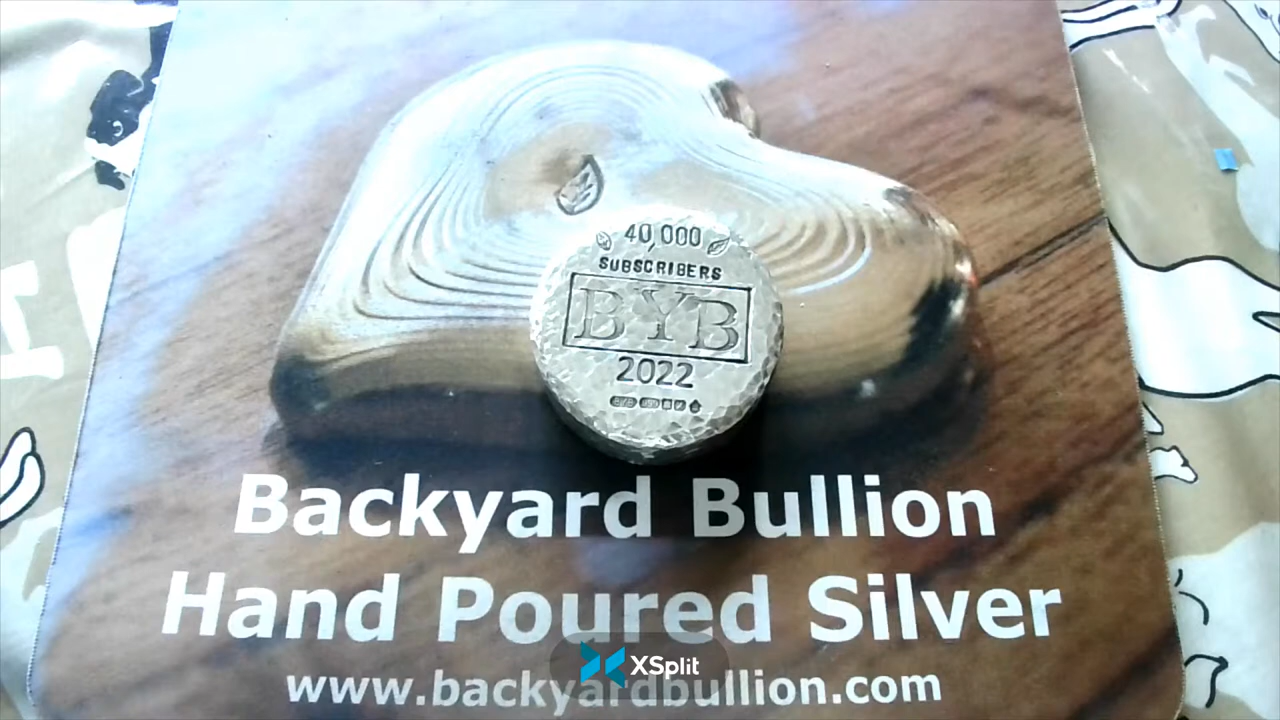 40,000
SUBSCRIBERS
BYB
2022
Backyard Bullion
Hand Poured Silver
XSplit
www.backyardbullion.com